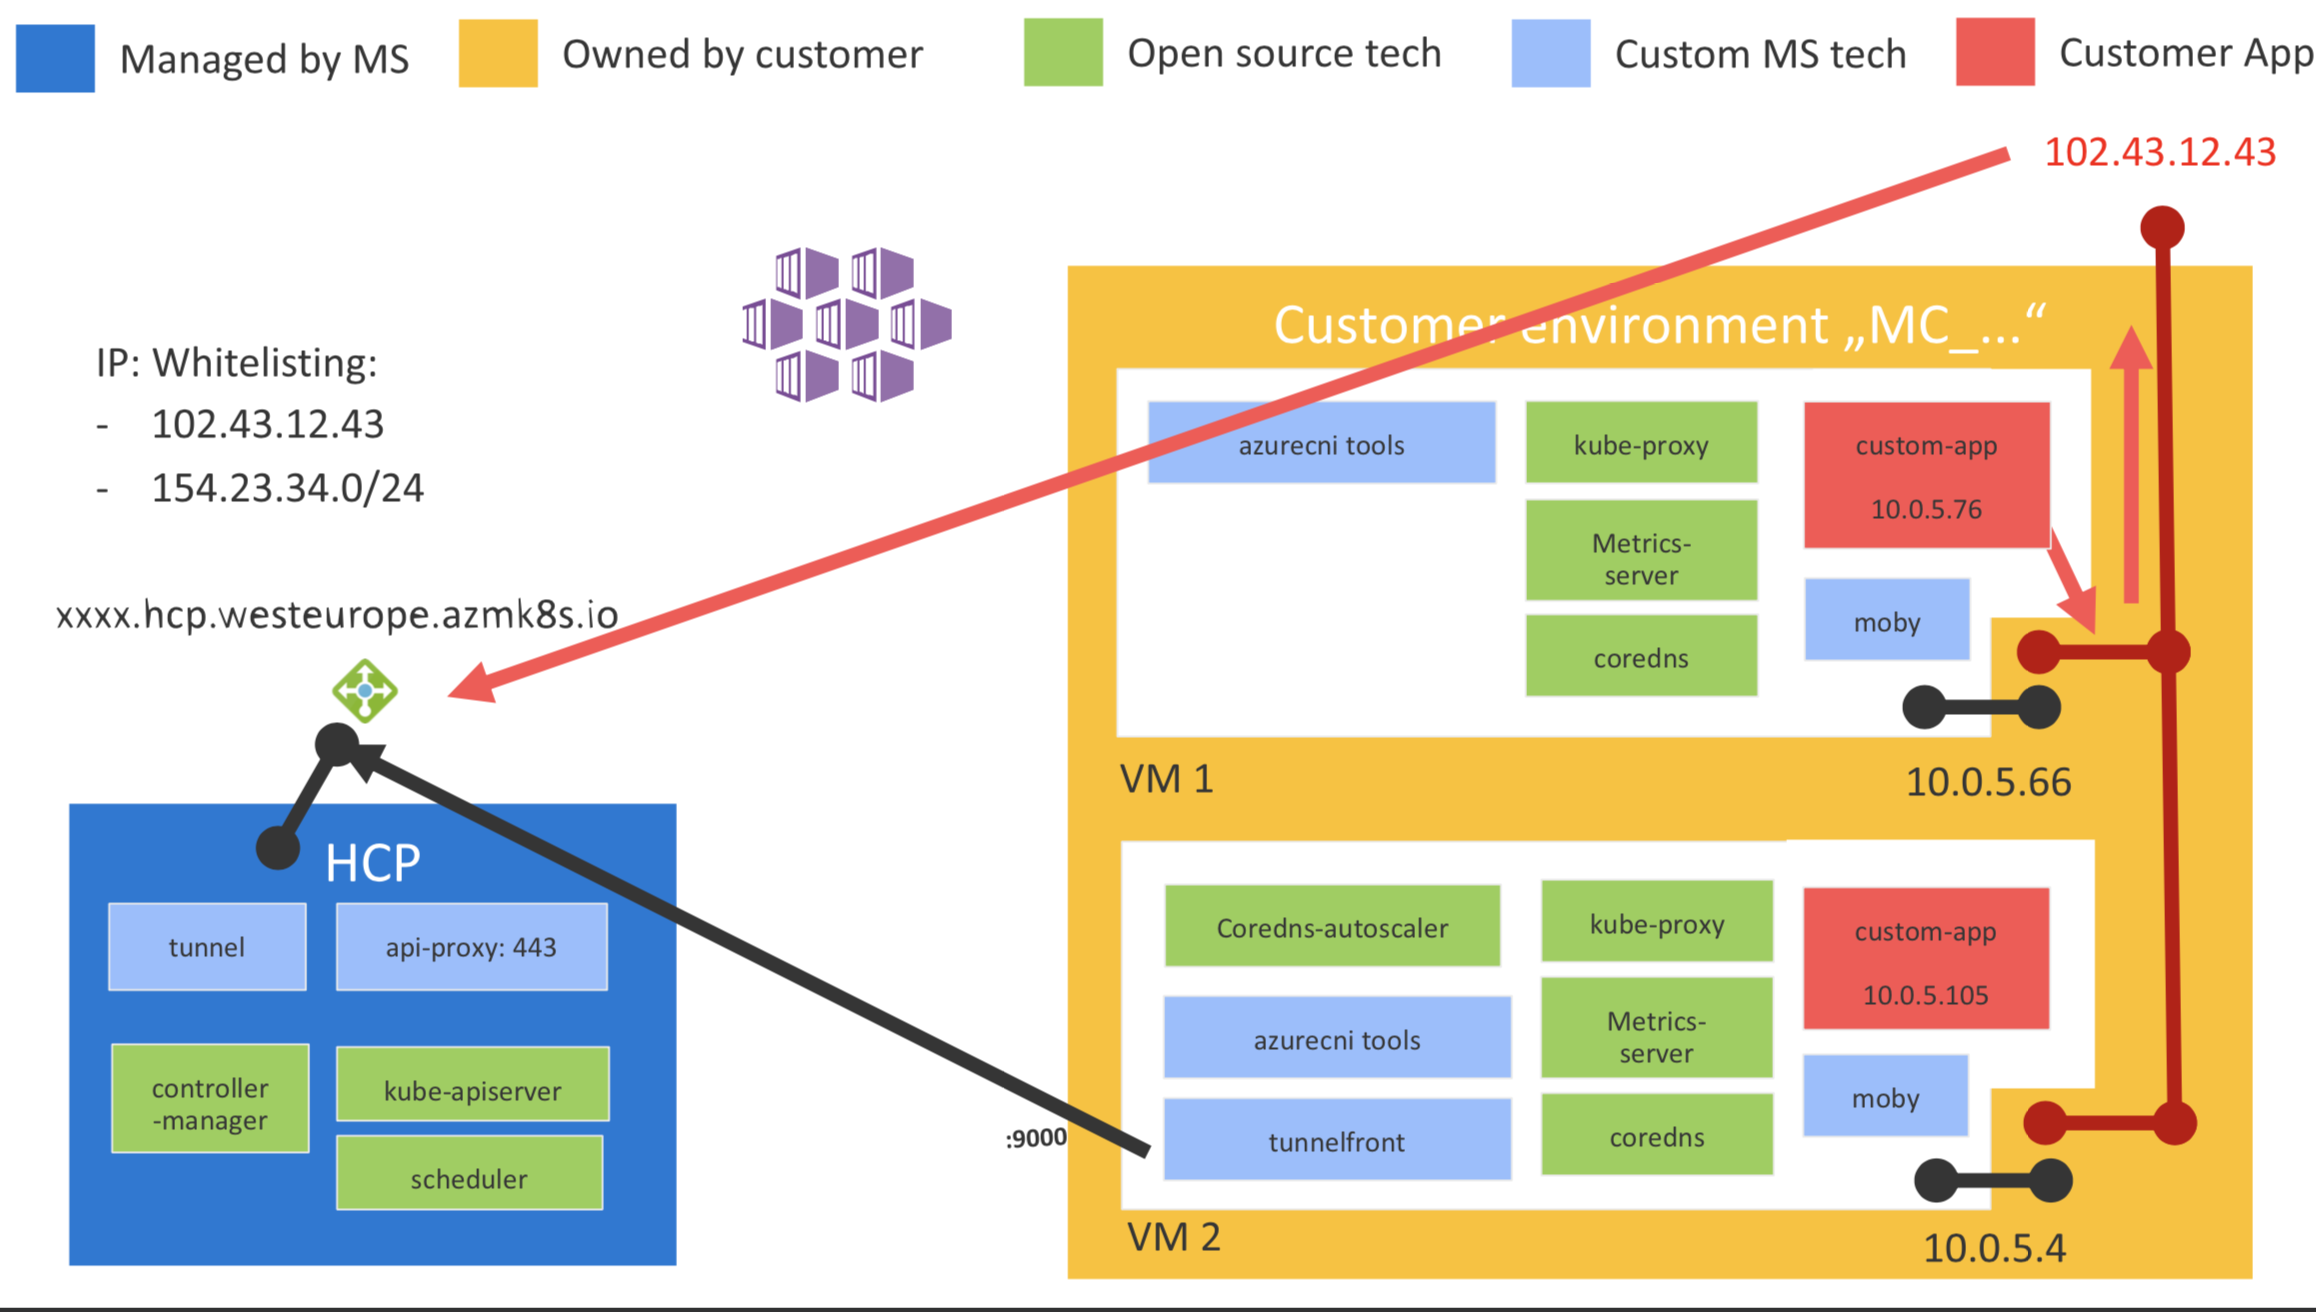 Managed by MS
Owned by customer
Open source tech
Custom MS tech
Customer App
102.43.12.43
IP: Whitelisting:
- 102.43.12.43
- 154.23.34.0/24
xxxx.hcp.westeurope.azmk8s.io
HCP
tunnel
api-proxy: 443
controller
-manager
kube-apiserver
scheduler
:9000
Customer environment „MC_...“
azurecni tools
kube-proxy
custom-app
10.0.5.76
Metrics-
server
moby
coredns
VM 1
10.0.5.66
Coredns-autoscaler
kube-proxy
custom-app
10.0.5.105
azurecni tools
Metrics-
server
moby
tunnelfront
coredns
VM 2
10.0.5.4